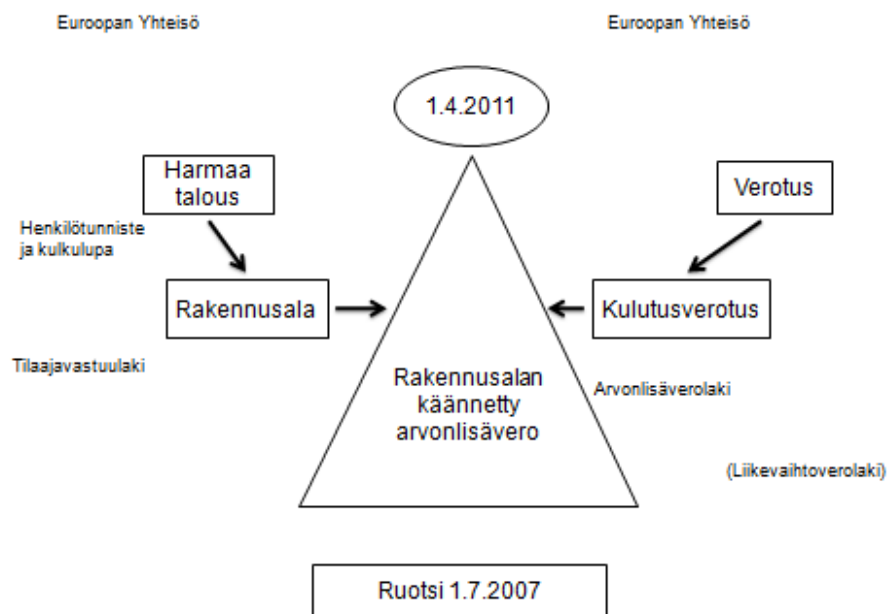 Euroopan Yhteisö
Euroopan Yhteisö
1.4.2011
Harmaa
talous
Verotus
Henkilötunniste
ja kulkulupa
Rakennusala
Kulutusverotus
Tilaajavastuulaki
Rakennusalan
käännetty
arvonlisävero
Arvonlisäverolaki
(Liikevaihtoverolaki)
Ruotsi 1.7.2007